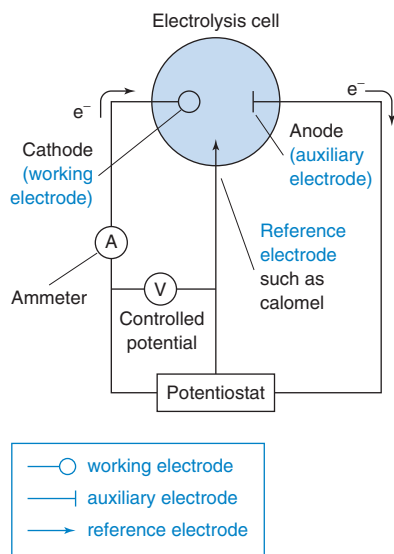 Electrolysis cell
e⁻
e⁻
Cathode
(working
electrode)
Anode
(auxiliary
electrode)
Reference
electrode
such as
calomel
A
Ammeter
V
Controlled
potential
Potentiostat
working electrode
auxiliary electrode
reference electrode